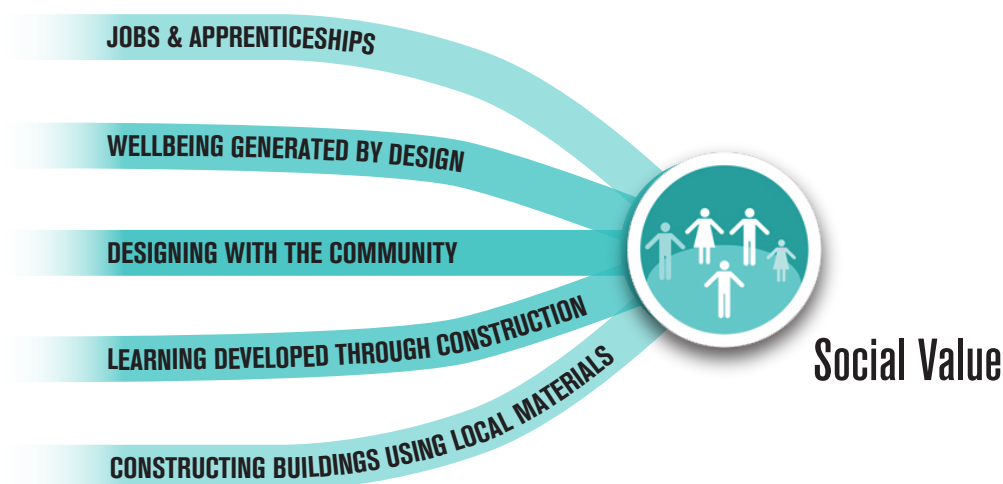 JOBS & APPRENTICESHIPS
WELLBEING GENERATED BY DESIGN
DESIGNING WITH THE COMMUNITY
LEARNING DEVELOPED THROUGH CONSTRUCTION
CONSTRUCTING BUILDINGS USING LOCAL MATERIALS
Social Value